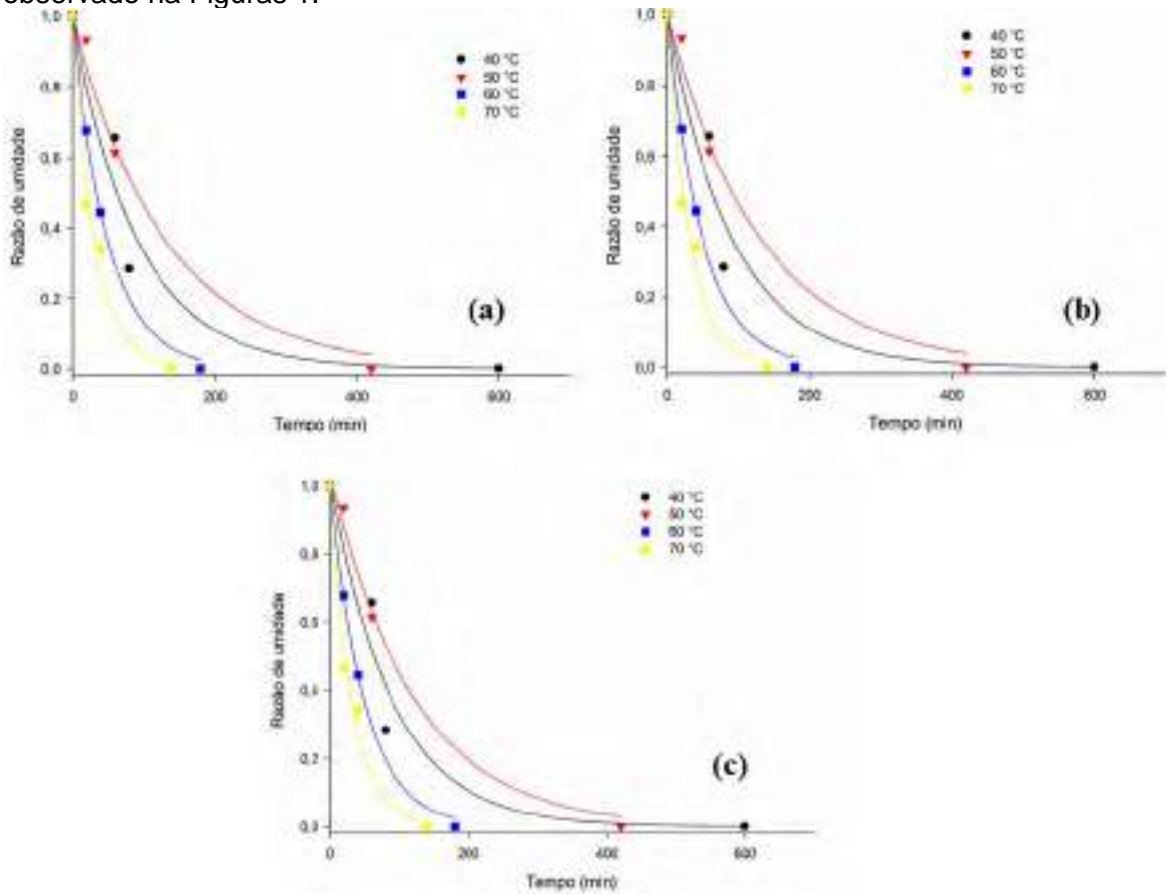 observado na Figuras 1.
1,0
0,8
0,6
0,4
0,2
0,0
Razão de umidade
0
200
400
600
Tempo (min)
40 °C
50 °C
60 °C
70 °C
(a)
1,0
0,8
0,6
0,4
0,2
0,0
Razão de umidade
0
200
400
600
Tempo (min)
40 °C
50 °C
60 °C
70 °C
(b)
1,0
0,8
0,6
0,4
0,2
0,0
Razão de umidade
0
200
400
600
Tempo (min)
40 °C
50 °C
60 °C
70 °C
(c)